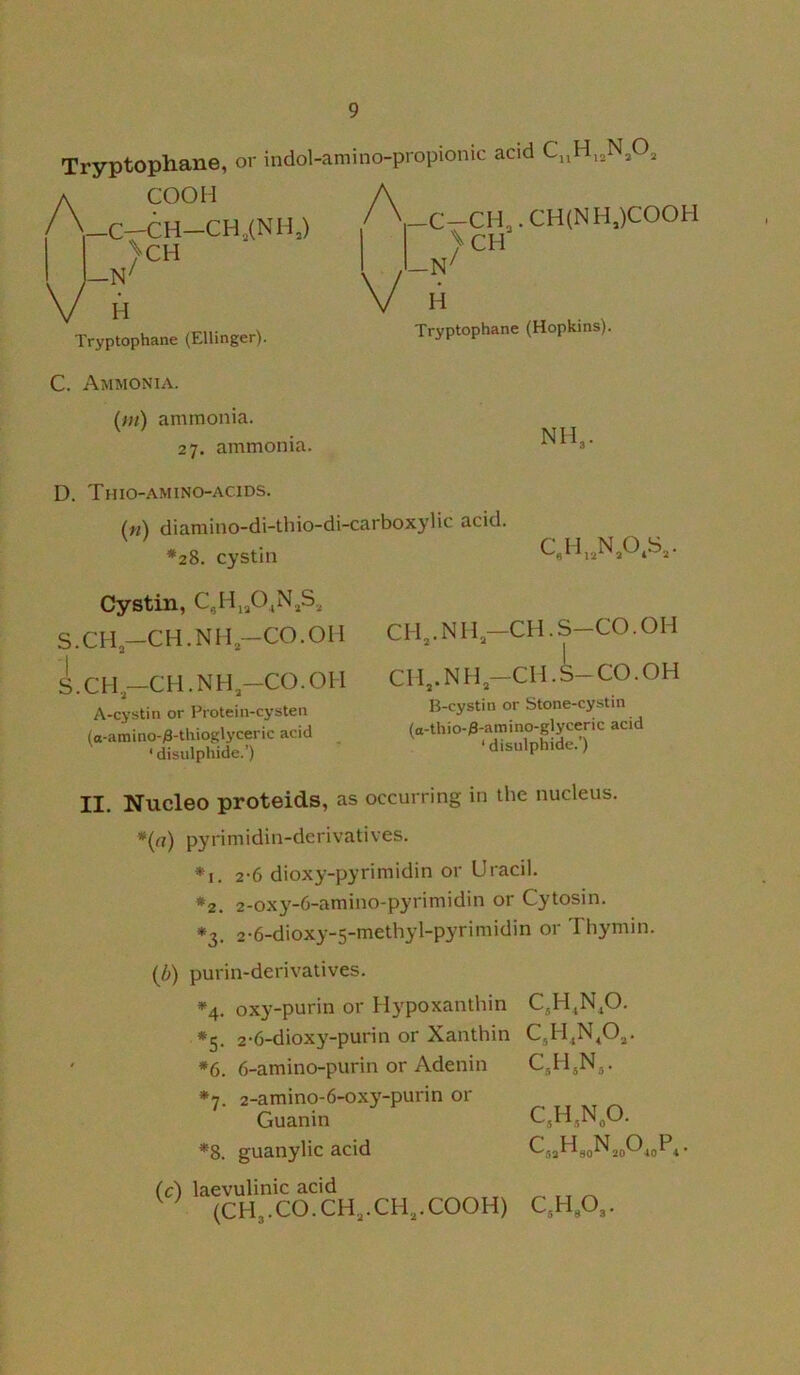 9
Tryptophane, or indol-amino-propionic acid C₁₁H₁₂N₂O₂
COOH
—C—CH—CH₂(NH₂)
CH
—N
H
Tryptophane (Ellinger).
—C—CH₂.CH(NH₂)COOH
CH
—N
H
Tryptophane (Hopkins).
C. AMMONIA.
(m) ammonia.
27. ammonia. NH₃.
D. THIO-AMINO-ACIDS.
(n) diamino-di-thio-di-carboxylic acid.
*28. cystin C₆H₁₂N₂O₄S₂.
Cystin, C₆H₁₂O₄N₂S₂
S.CH₂—CH.NH₂—CO.OH
S.CH₂—CH.NH₂—CO.OH
A-cystin or Protein-cysten
(α-amino-β-thioglyceric acid
‘disulphide.’)
CH₂.NH₂—CH.S—CO.OH
CH₂.NH₂—CH.S—CO.OH
B-cystin or Stone-cystin
(α-thio-β-amino-glyceric acid
‘disulphide.’)
II. Nucleo proteids, as occurring in the nucleus.
*(a) pyrimidin-derivatives.
*1. 2·6 dioxy-pyrimidin or Uracil.
*2. 2-oxy-6-amino-pyrimidin or Cytosin.
*3. 2·6-dioxy-5-methyl-pyrimidin or Thymin.
(b) purin-derivatives.
*4. oxy-purin or Hypoxanthin C₅H₄N₄O.
*5. 2·6-dioxy-purin or Xanthin C₅H₄N₄O₂.
*6. 6-amino-purin or Adenin C₅H₅N₅.
*7. 2-amino-6-oxy-purin or
Guanin C₅H₅N₀O.
*8. guanylic acid C₅₂H₈₀N₂₀O₄₀P₄.
(c) laevulinic acid
(CH₃.CO.CH₂.CH₂.COOH) C₅H₈O₃.